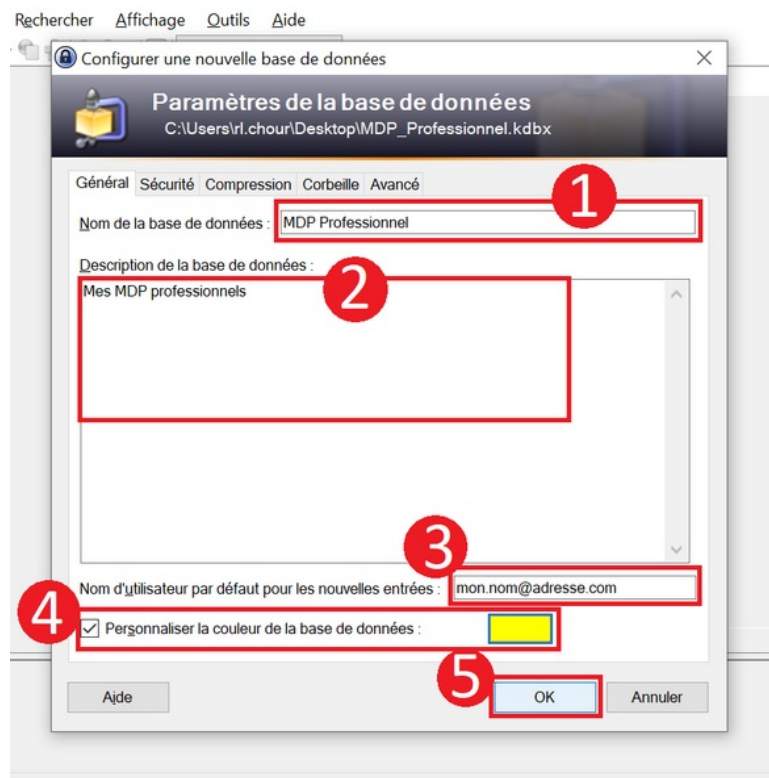 Rechercher Affichage Outils Aide
Configurer une nouvelle base de données
Paramètres de la base de données
C:\Users\rl.chour\Desktop\MDP_Professionnel.kdbx
Général Sécurité Compression Corbeille Avancé
1
Nom de la base de données : MDP Professionnel
Description de la base de données :
2
Mes MDP professionnels
3
Nom d'utilisateur par défaut pour les nouvelles entrées : mon.nom@adresse.com
4
Personnaliser la couleur de la base de données :
5
Aide OK Annuler